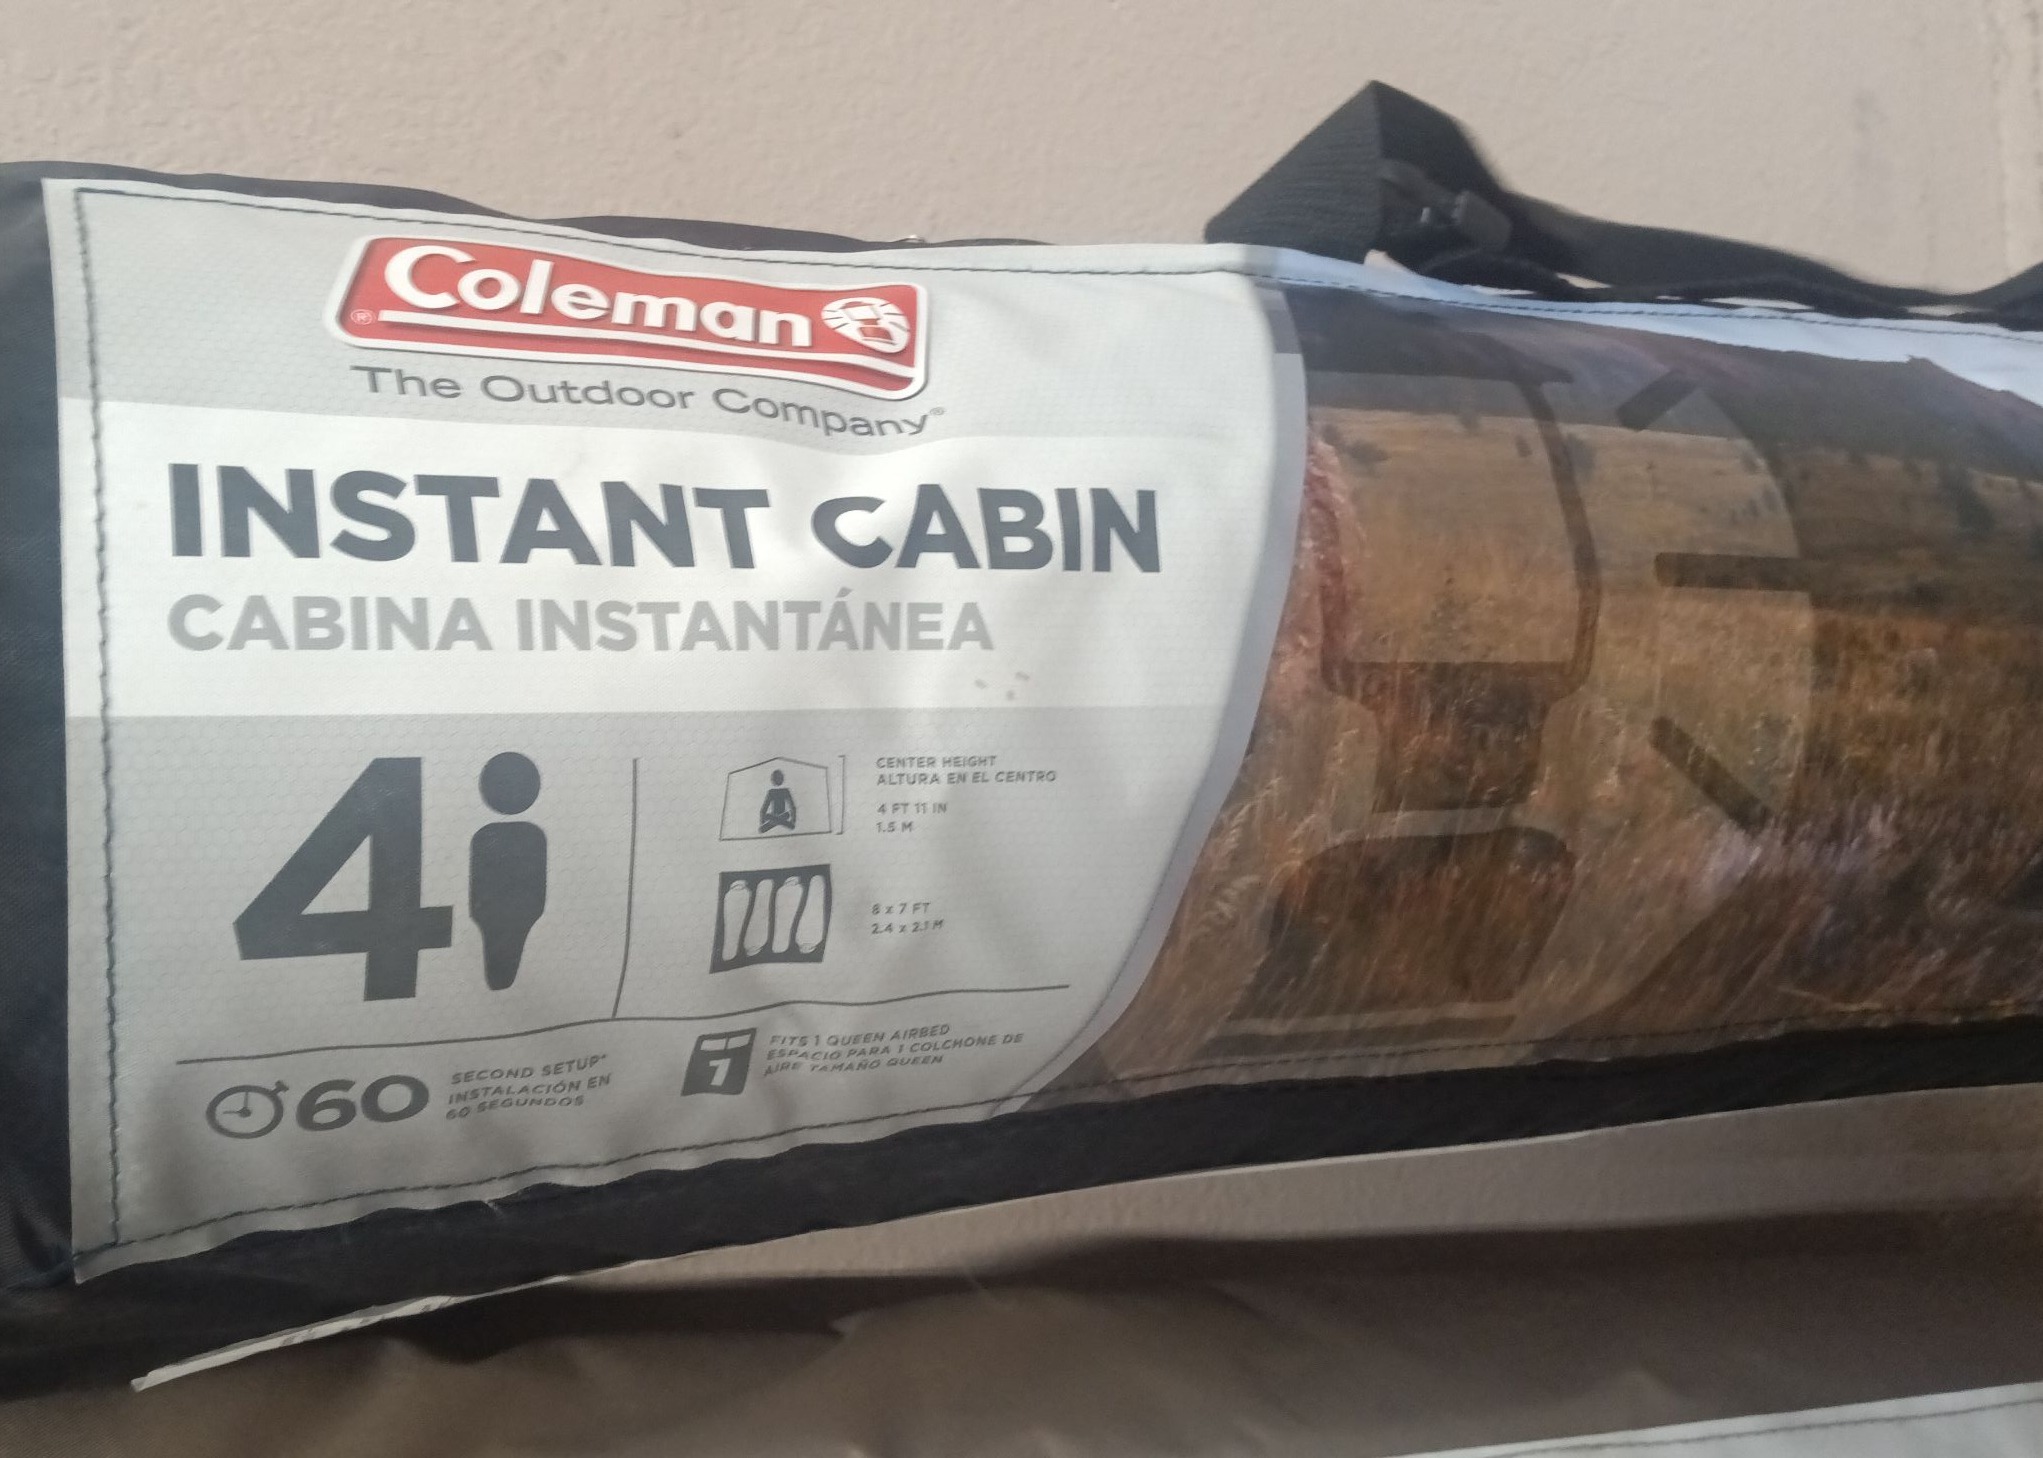 Coleman®
The Outdoor Company®
INSTANT CABIN
CABINA INSTANTÁNEA
4
CENTER HEIGHT
ALTURA EN EL CENTRO
4 FT 11 IN
1.5 M
8 x 7 FT
2.4 x 2.1 M
60
SECOND SETUP*
INSTALACIÓN EN
60 SEGUNDOS
1
FITS 1 QUEEN AIRBED
ESPACIO PARA 1 COLCHONE DE
AIRE TAMAÑO QUEEN